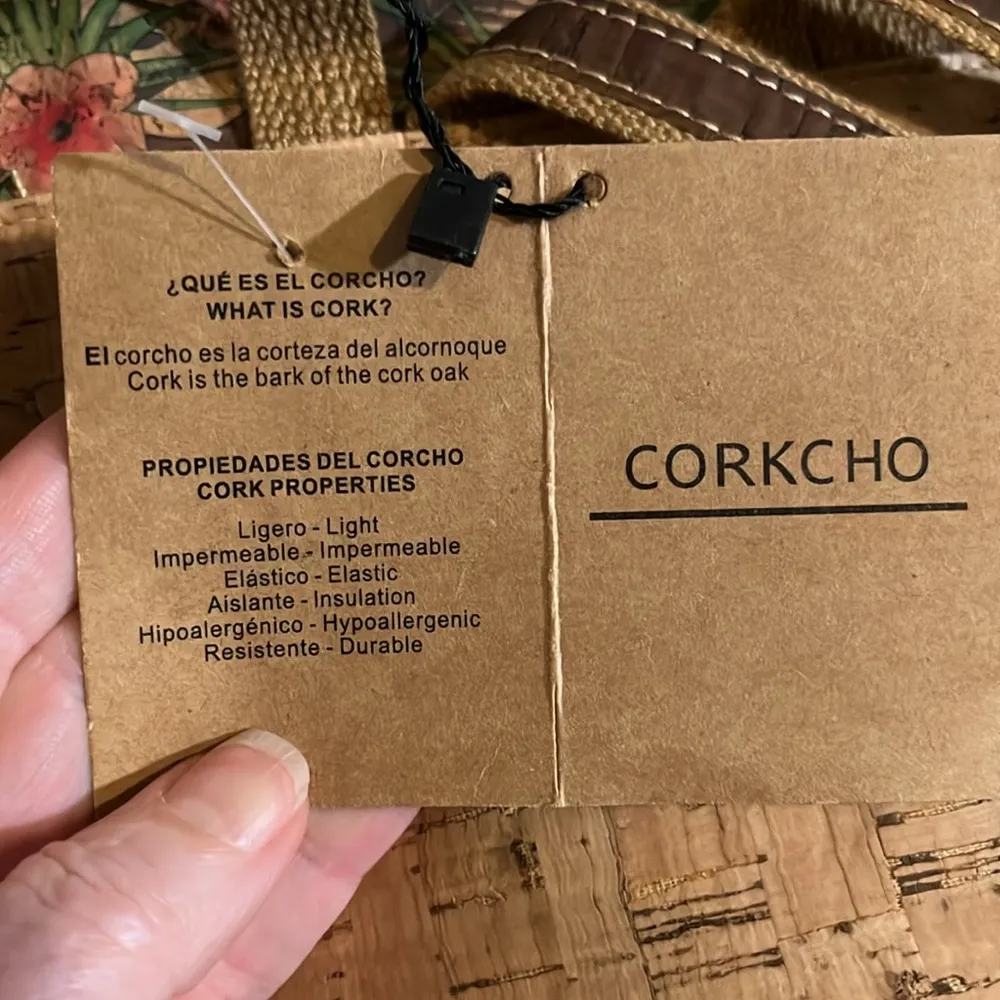 ¿QUÉ ES EL CORCHO?
WHAT IS CORK?
El corcho es la corteza del alcornoque
Cork is the bark of the cork oak
PROPIEDADES DEL CORCHO
CORK PROPERTIES
Ligero - Light
Impermeable - Impermeable
Elástico - Elastic
Aislante - Insulation
Hipoalergénico - Hypoallergenic
Resistente - Durable
CORKCHO